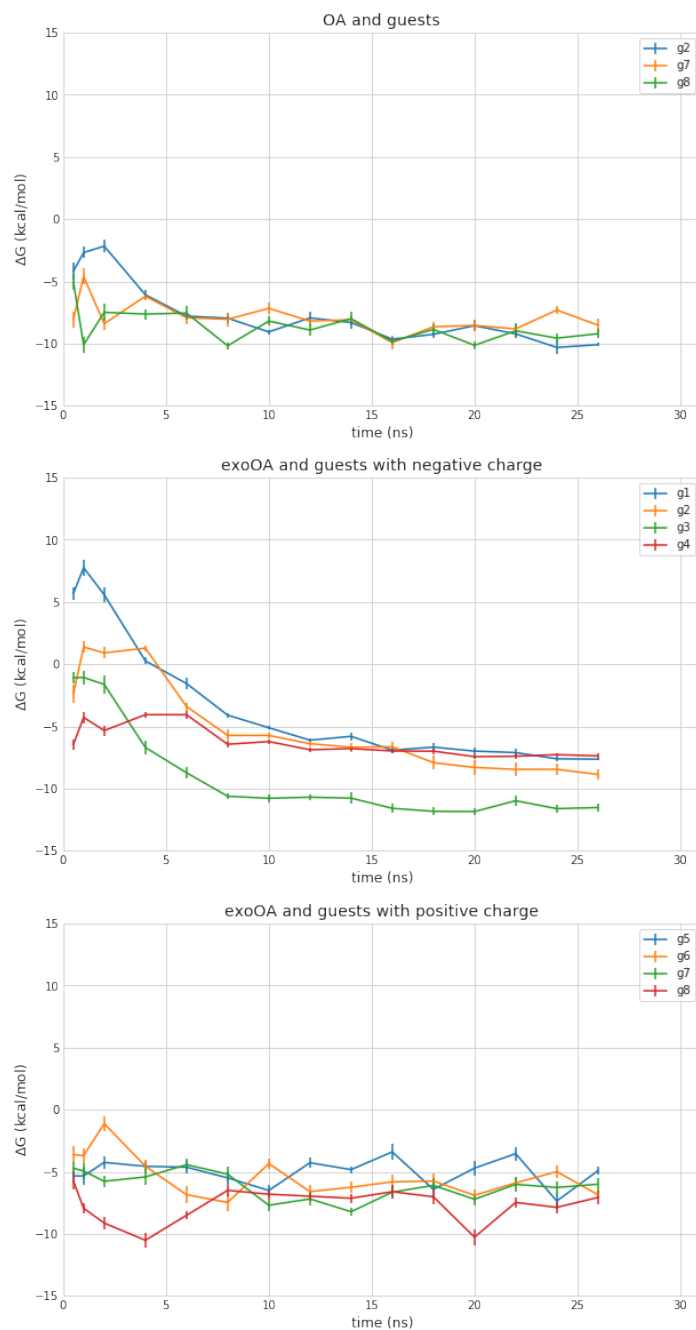 OA and guests
15
10
5
0
−5
−10
−15
ΔG (kcal/mol)
0 5 10 15 20 25 30
time (ns)
g2
g7
g8
exoOA and guests with negative charge
15
10
5
0
−5
−10
−15
ΔG (kcal/mol)
0 5 10 15 20 25 30
time (ns)
g1
g2
g3
g4
exoOA and guests with positive charge
15
10
5
0
−5
−10
−15
ΔG (kcal/mol)
0 5 10 15 20 25 30
time (ns)
g5
g6
g7
g8